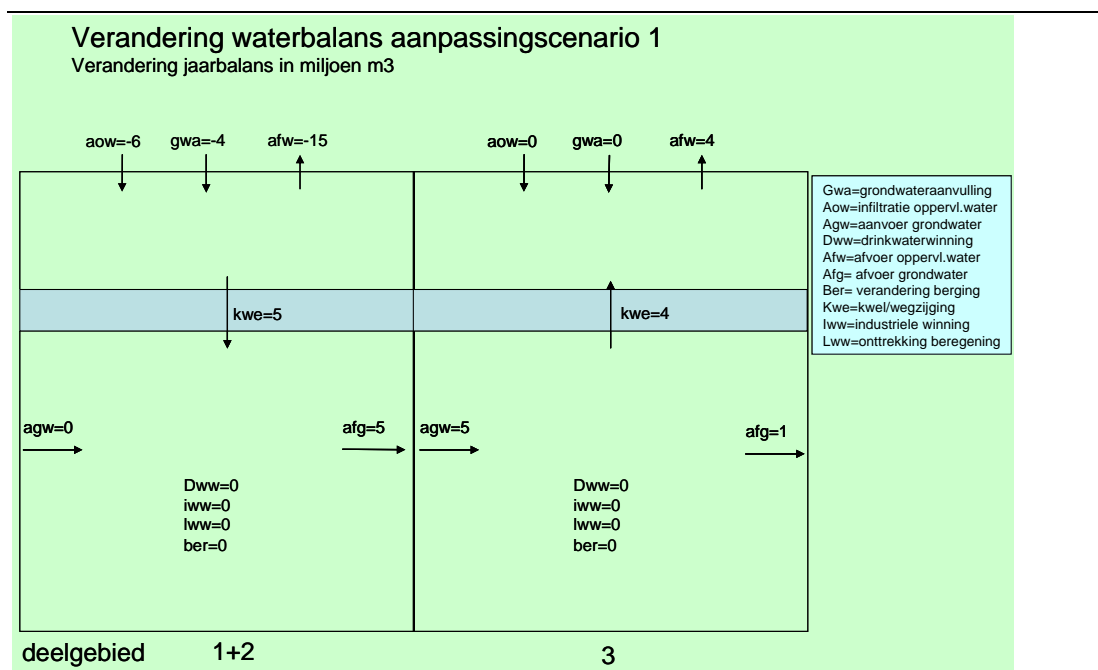 Verandering waterbalans aanpassingscenario 1
Verandering jaarbalans in miljoen m3
aow=-6 gwa=-4 afw=-15 aow=0 gwa=0 afw=4
Gwa=grondwateraanvulling
Aow=infiltratie oppervl.water
Agw=aanvoer grondwater
Dww=drinkwaterwinning
Afw=afvoer oppervl.water
Afg= afvoer grondwater
Ber= verandering berging
Kwe=kwel/wegzijging
Iww=industriele winning
Lww=onttrekking beregening
kwe=5 kwe=4
agw=0 afg=5 agw=5 afg=1
Dww=0
iww=0
lww=0
ber=0
Dww=0
iww=0
lww=0
ber=0
deelgebied 1+2 3